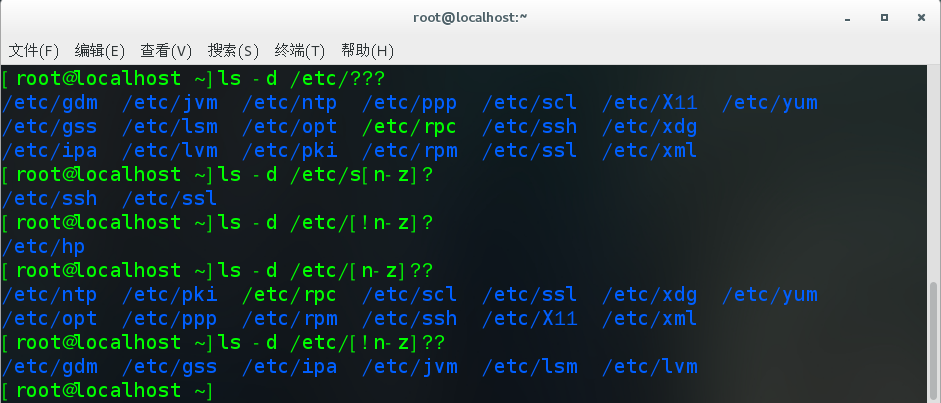 root@localhost:~
文件(F) 编辑(E) 查看(V) 搜索(S) 终端(T) 帮助(H)
[root@localhost ~]ls -d /etc/???
/etc/gdm /etc/jvm /etc/ntp /etc/ppp /etc/scl /etc/X11 /etc/yum
/etc/gss /etc/lsm /etc/opt /etc/rpc /etc/ssh /etc/xdg
/etc/ipa /etc/lvm /etc/pki /etc/rpm /etc/ssl /etc/xml
[root@localhost ~]ls -d /etc/s[n-z]?
/etc/ssh /etc/ssl
[root@localhost ~]ls -d /etc/[!n-z]?
/etc/hp
[root@localhost ~]ls -d /etc/[n-z]??
/etc/ntp /etc/pki /etc/rpc /etc/scl /etc/ssl /etc/xdg /etc/yum
/etc/opt /etc/ppp /etc/rpm /etc/ssh /etc/X11 /etc/xml
[root@localhost ~]ls -d /etc/[!n-z]??
/etc/gdm /etc/gss /etc/ipa /etc/jvm /etc/lsm /etc/lvm
[root@localhost ~]